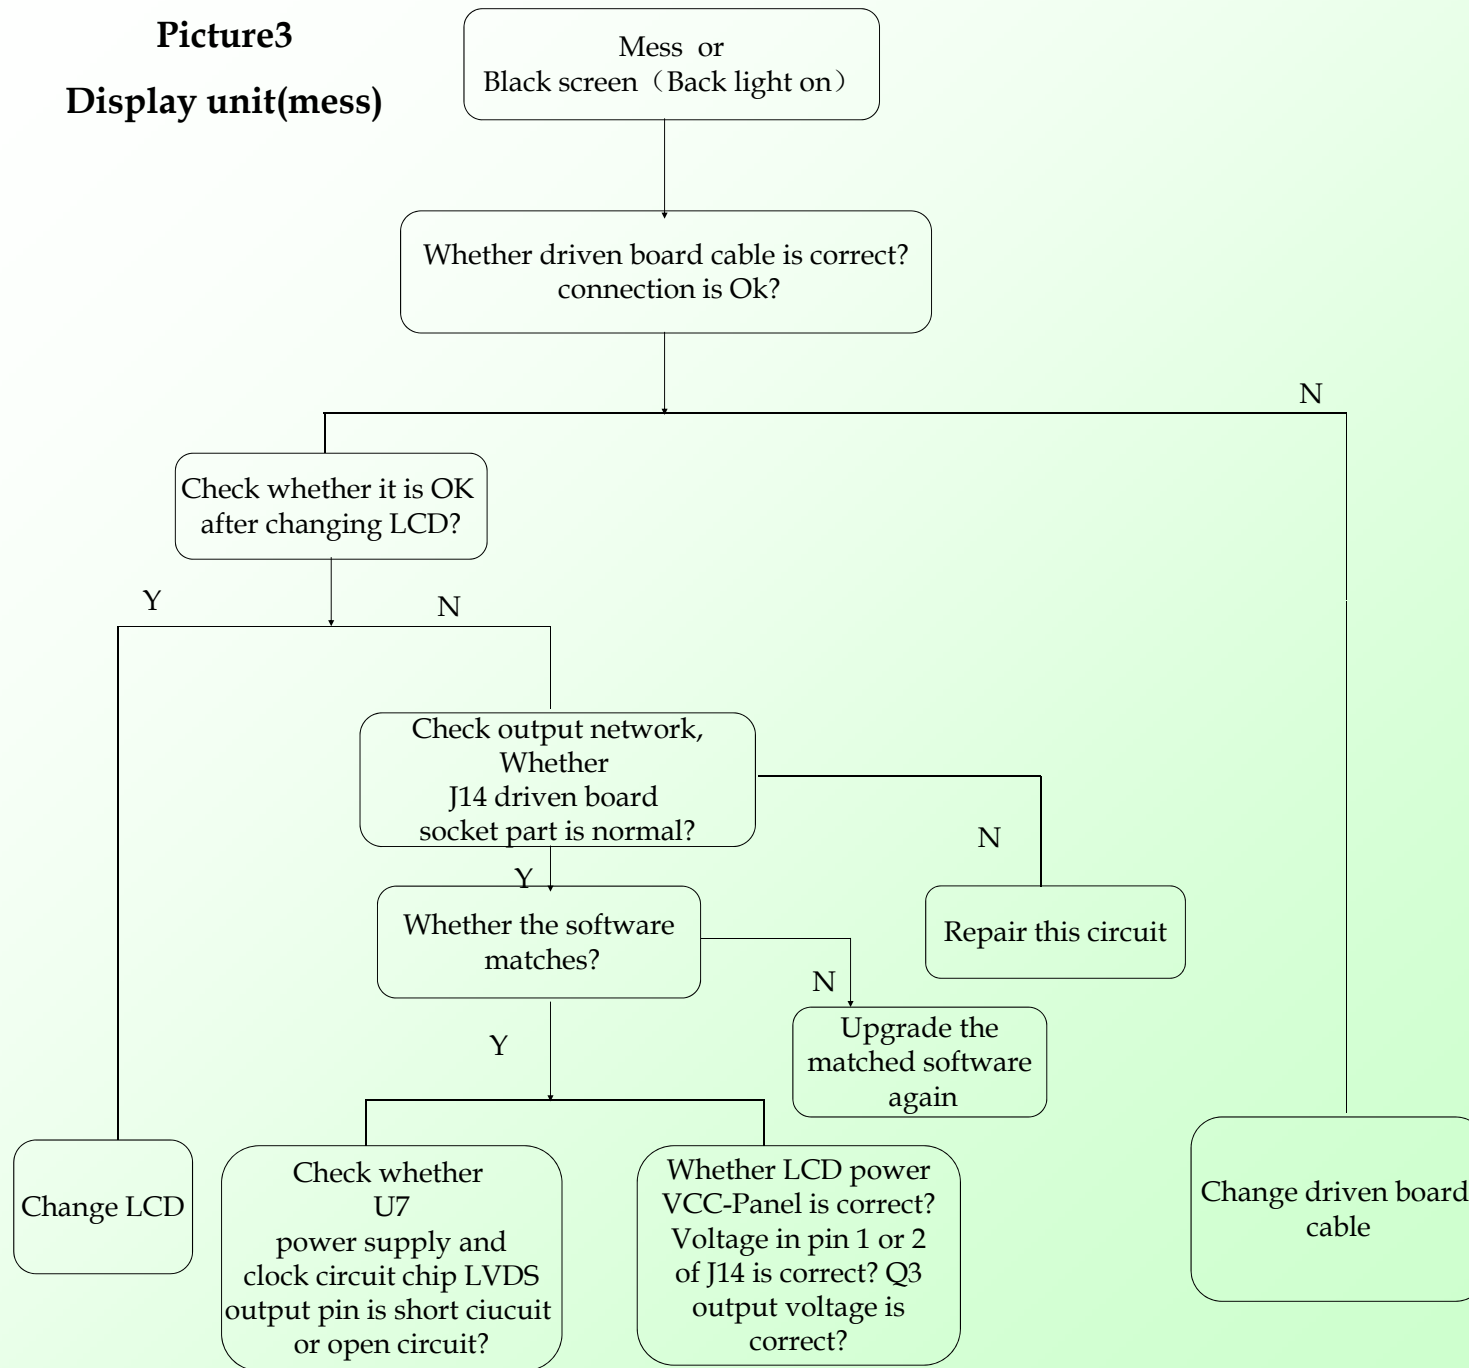 Picture3
Display unit(mess)
Mess or
Black screen（Back light on）
Whether driven board cable is correct?
connection is Ok?
N
Check whether it is OK
after changing LCD?
Y
N
Check output network,
Whether
J14 driven board
socket part is normal?
N
Y
Whether the software
matches?
Repair this circuit
N
Upgrade the
matched software
again
Y
Change LCD
Check whether
U7
power supply and
clock circuit chip LVDS
output pin is short ciucuit
or open circuit?
Whether LCD power
VCC-Panel is correct?
Voltage in pin 1 or 2
of J14 is correct? Q3
output voltage is
correct?
Change driven board
cable